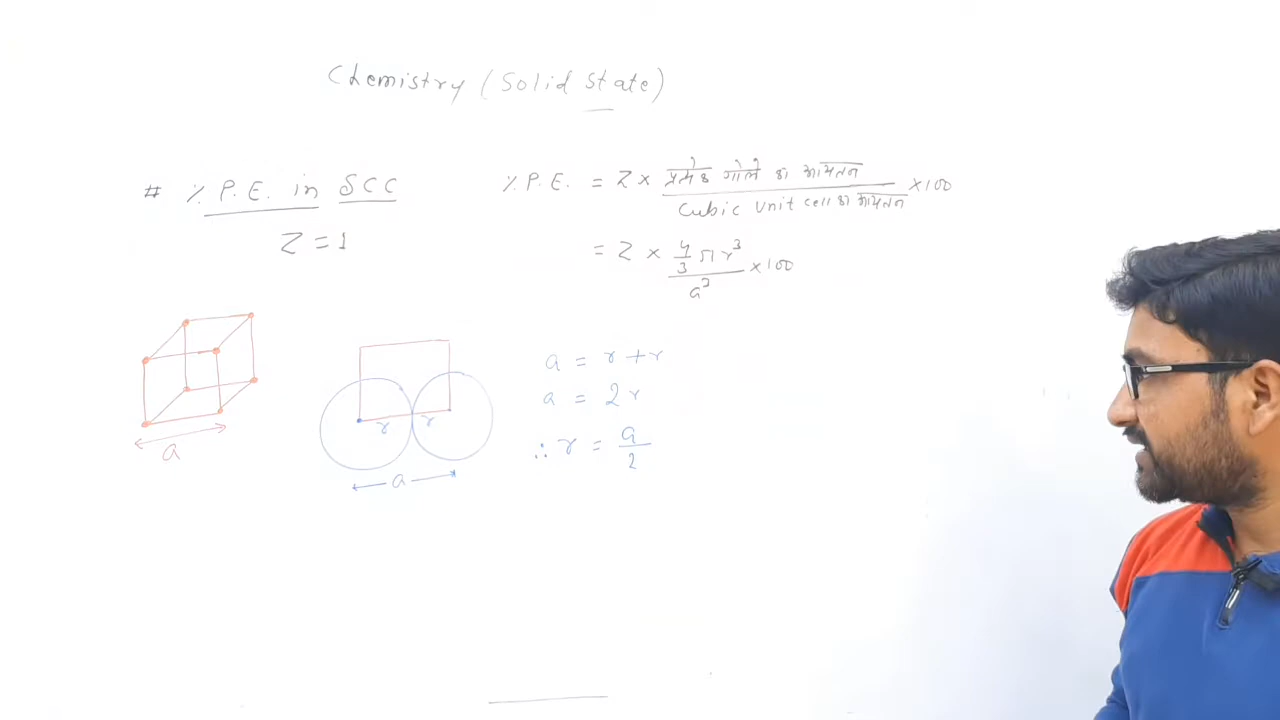 Chemistry (Solid State)
# % P.E. in SCC
Z = 1
% P.E. = Z × प्रत्येक गोले का आयतन / Cubic Unit cell का आयतन × 100
= Z × 4/3 π r³ / a³ × 100
a
r r
a
a = r + r
a = 2r
∴ r = a/2